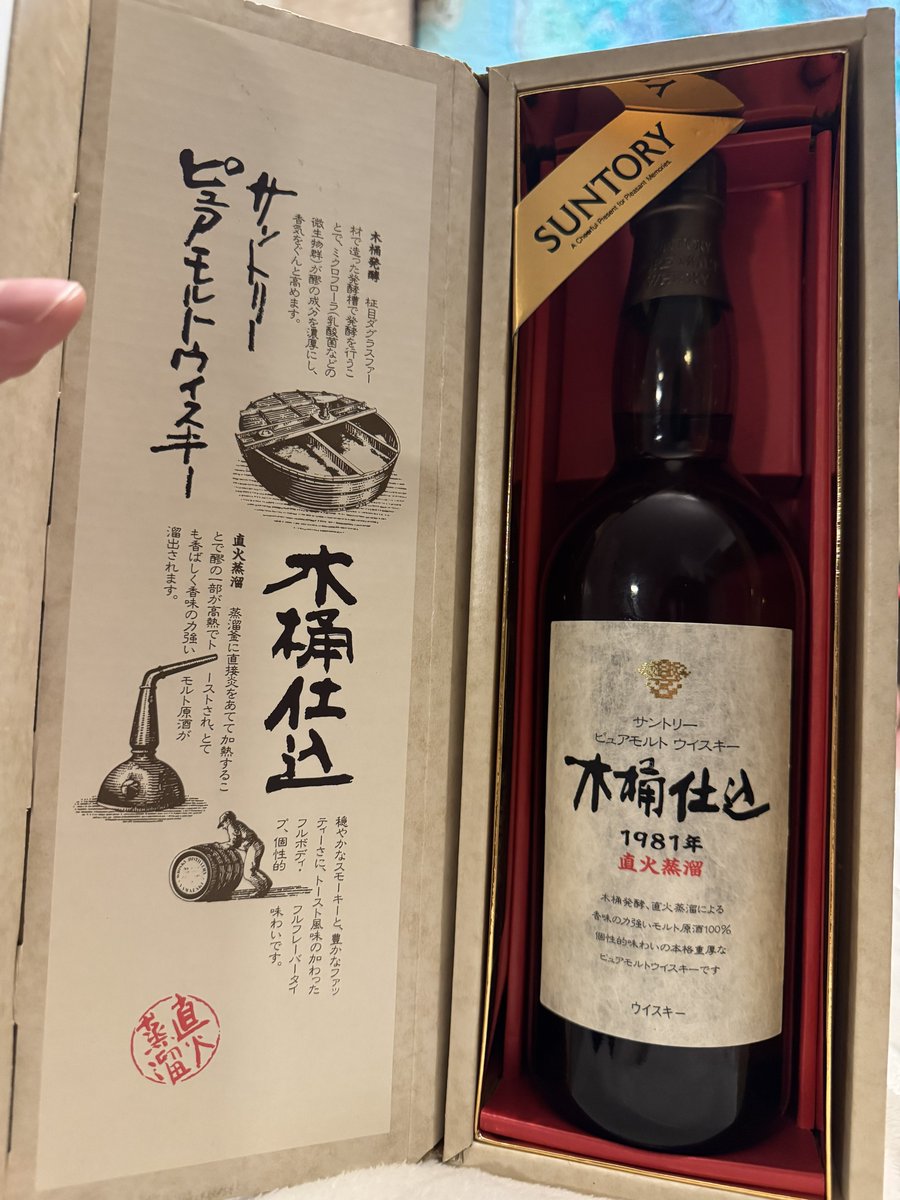 サントリー
ピュアモルトウイスキー
木桶発酵 柾目ダグラスファー
材で造った発酵槽で発酵を行うこ
とで、ミクロフローラ(乳酸菌などの
微生物群)が醪の成分を濃厚にし、
香気をぐんと高めます。
木桶仕込
直火蒸溜 蒸溜釜に直接炎をあてて加熱するこ
とで醪の一部が高熱でトーストされ、とて
も香ばしく香味の力強いモルト原酒が
溜出されます。
穏やかなスモーキーと、豊かなファッ
ティーさに、トースト風味の加わった
フルボディ・フルフレーバータイ
プ、個性的味わいです。
直火
蒸溜
SUNTORY
A Cheerful Present for Pleasant Memories.
サントリー
ピュアモルト ウイスキー
木桶仕込
1981年
直火蒸溜
木桶発酵、直火蒸溜による
香味の力強いモルト原酒100%
個性的味わいの本格重厚な
ピュアモルトウイスキーです
ウイスキー